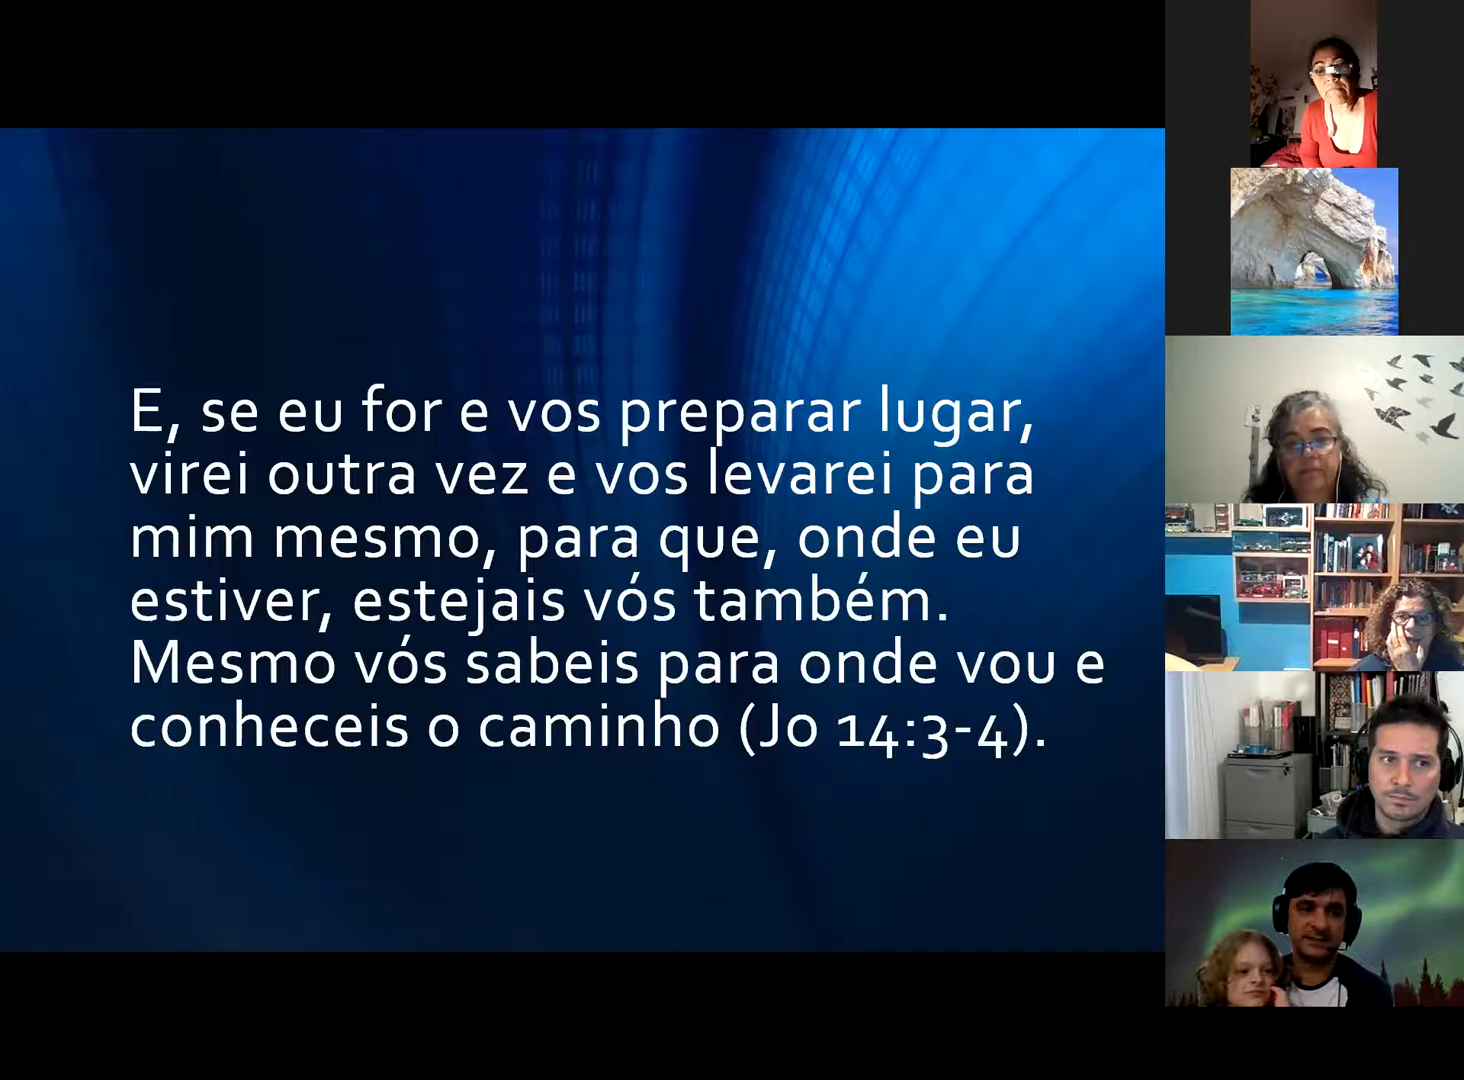 E, se eu for e vos preparar lugar,
virei outra vez e vos levarei para
mim mesmo, para que, onde eu
estiver, estejais vós também.
Mesmo vós sabeis para onde vou e
conheceis o caminho (Jo 14:3-4).